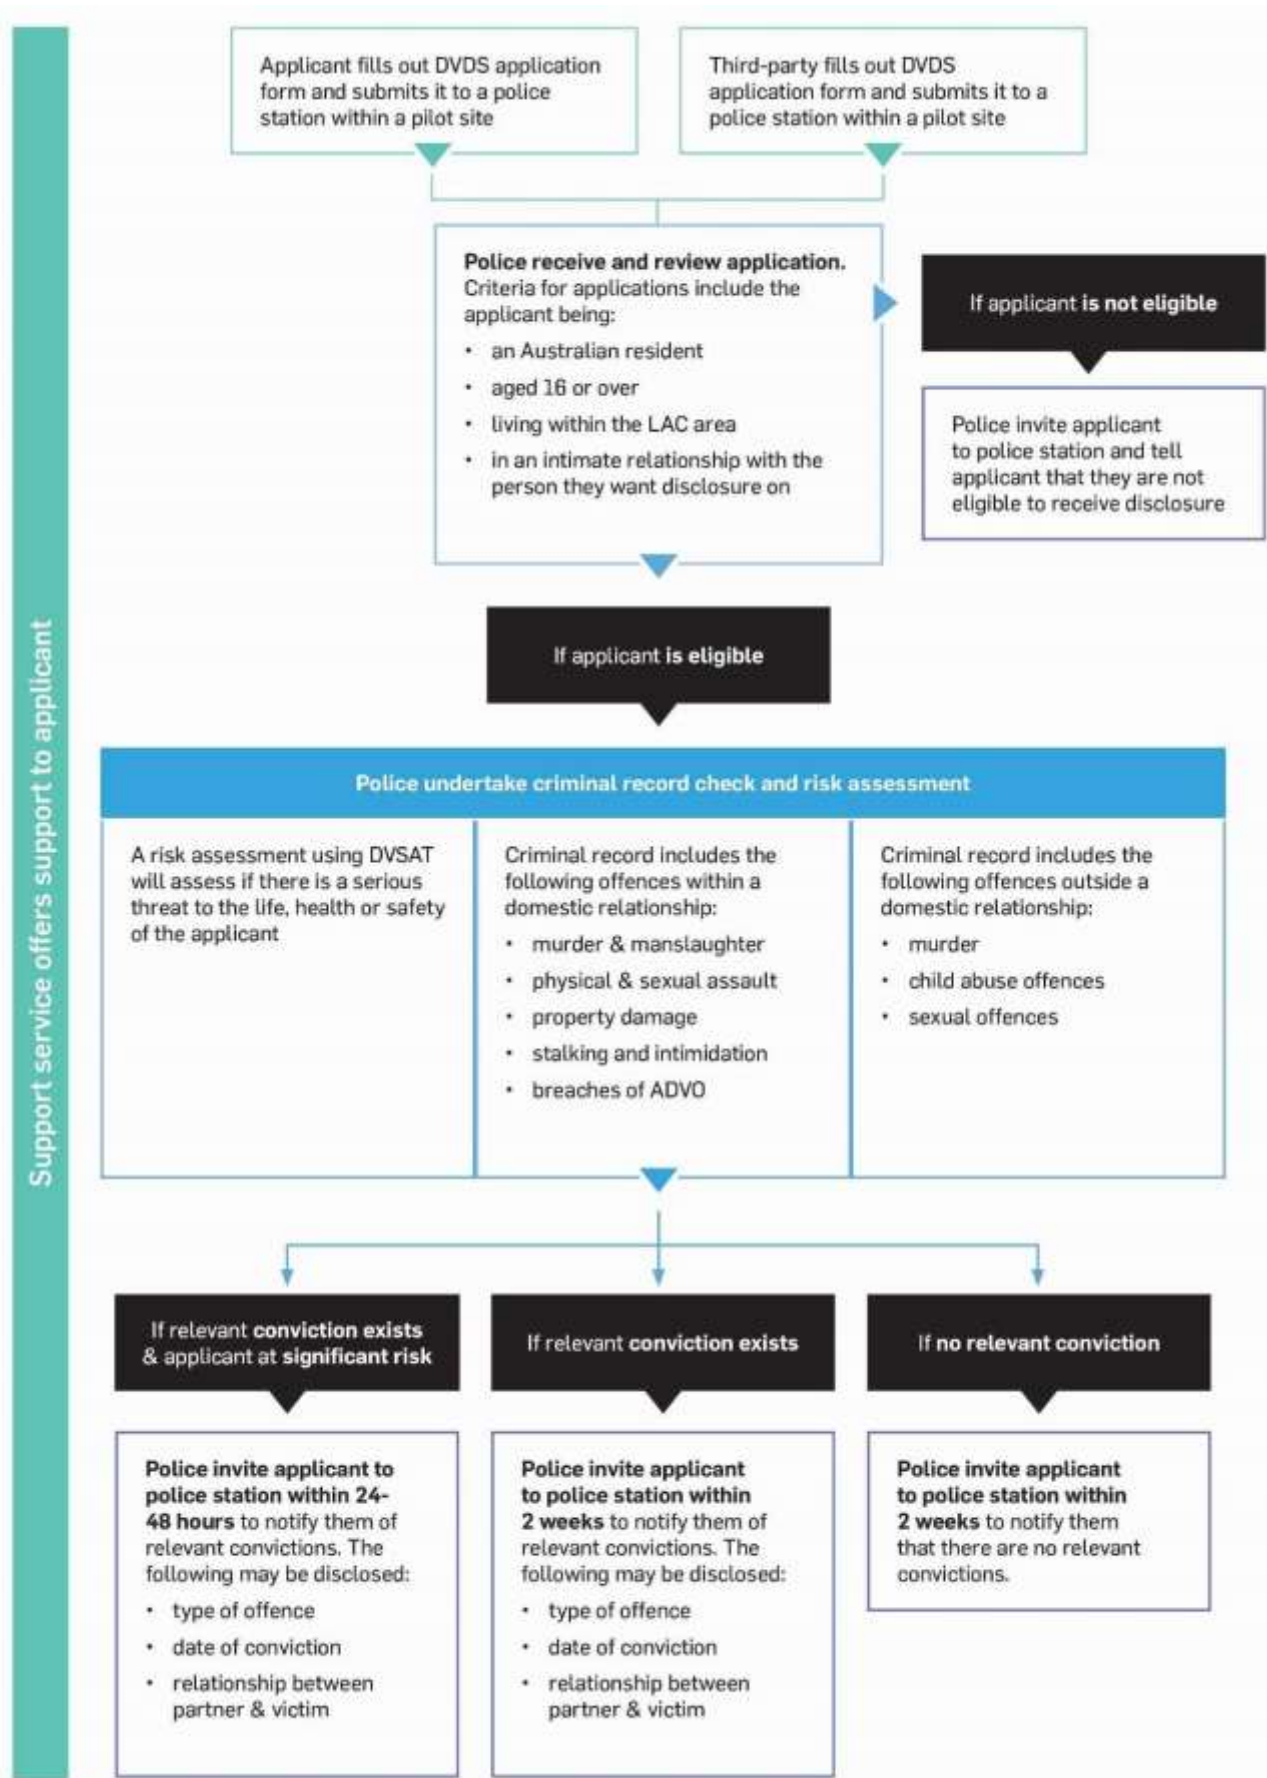 Support service offers support to applicant
Applicant fills out DVDS application
form and submits it to a police
station within a pilot site
Third-party fills out DVDS
application form and submits it to a
police station within a pilot site
Police receive and review application.
Criteria for applications include the
applicant being:
• an Australian resident
• aged 16 or over
• living within the LAC area
• in an intimate relationship with the
person they want disclosure on
If applicant is not eligible
Police invite applicant
to police station and tell
applicant that they are not
eligible to receive disclosure
If applicant is eligible
Police undertake criminal record check and risk assessment
A risk assessment using DVSAT
will assess if there is a serious
threat to the life, health or safety
of the applicant
Criminal record includes the
following offences within a
domestic relationship:
• murder & manslaughter
• physical & sexual assault
• property damage
• stalking and intimidation
• breaches of ADVO
Criminal record includes the
following offences outside a
domestic relationship:
• murder
• child abuse offences
• sexual offences
If relevant conviction exists
& applicant at significant risk
Police invite applicant to
police station within 24-
48 hours to notify them of
relevant convictions. The
following may be disclosed:
• type of offence
• date of conviction
• relationship between
partner & victim
If relevant conviction exists
Police invite applicant
to police station within
2 weeks to notify them of
relevant convictions. The
following may be disclosed:
• type of offence
• date of conviction
• relationship between
partner & victim
If no relevant conviction
Police invite applicant
to police station within
2 weeks to notify them
that there are no relevant
convictions.